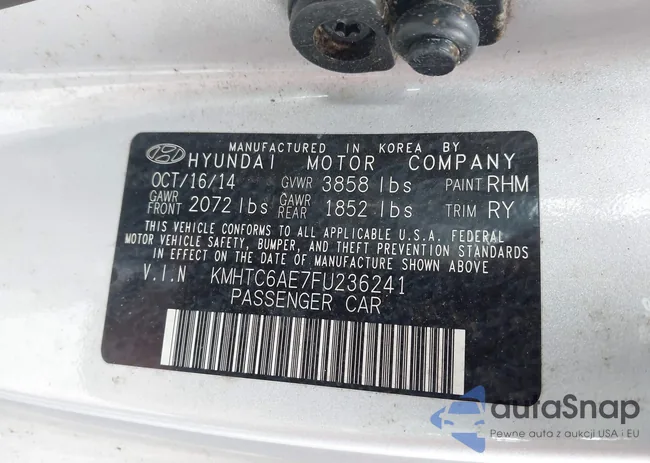 MANUFACTURED IN KOREA BY
HYUNDAI MOTOR COMPANY
OCT/16/14 GVWR 3858 lbs PAINT RHM
GAWR FRONT 2072 lbs GAWR REAR 1852 lbs TRIM RY
THIS VEHICLE CONFORMS TO ALL APPLICABLE U.S.A. FEDERAL
MOTOR VEHICLE SAFETY, BUMPER, AND THEFT PREVENTION STANDARDS
IN EFFECT ON THE DATE OF MANUFACTURE SHOWN ABOVE
V.I.N KMHTC6AE7FU236241
PASSENGER CAR
autaSnap
Pewne auta z aukcji USA i EU